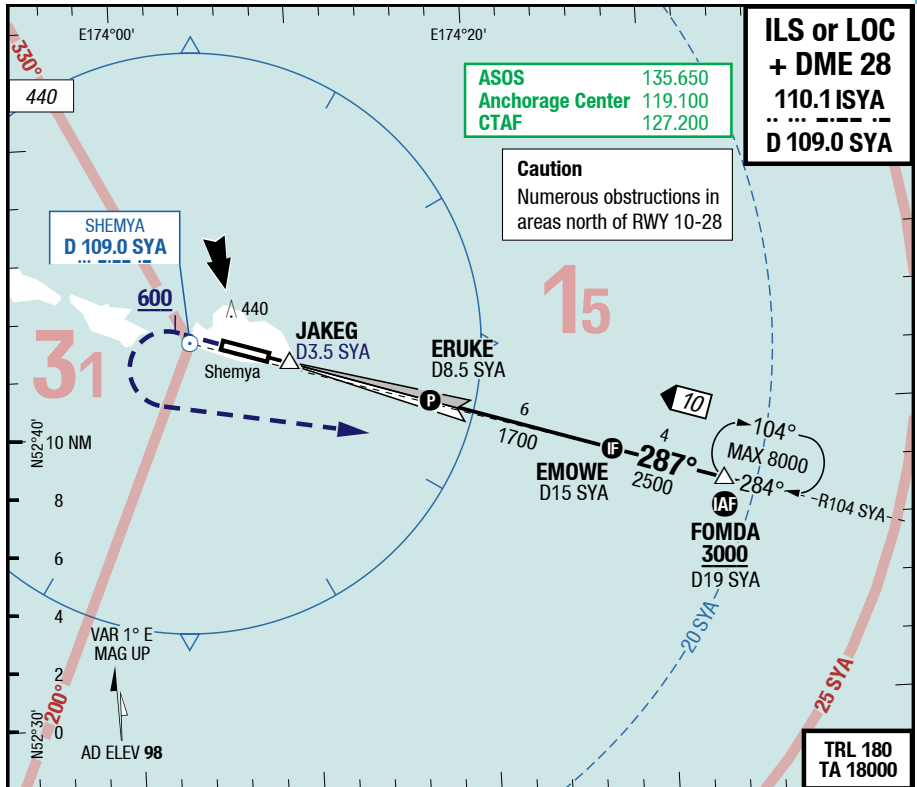 E174°00'
E174°20'
ILS or LOC
+ DME 28
110.1 ISYA
D 109.0 SYA
330°
440
ASOS 135.650
Anchorage Center 119.100
CTAF 127.200
Caution
Numerous obstructions in
areas north of RWY 10-28
SHEMYA
D 109.0 SYA
600
440
JAKEG
D3.5 SYA
Shemya
ERUKE
D8.5 SYA
15
31
P
6
1700
10
IF
EMOWE
D15 SYA
4
287°
2500
104°
MAX 8000
284°
R104 SYA
IAF
FOMDA
3000
D19 SYA
N52°40'
10 NM
8
6
4
2
0
N52°30'
VAR 1° E
MAG UP
200°
AD ELEV 98
20 SYA
25 SYA
TRL 180
TA 18000